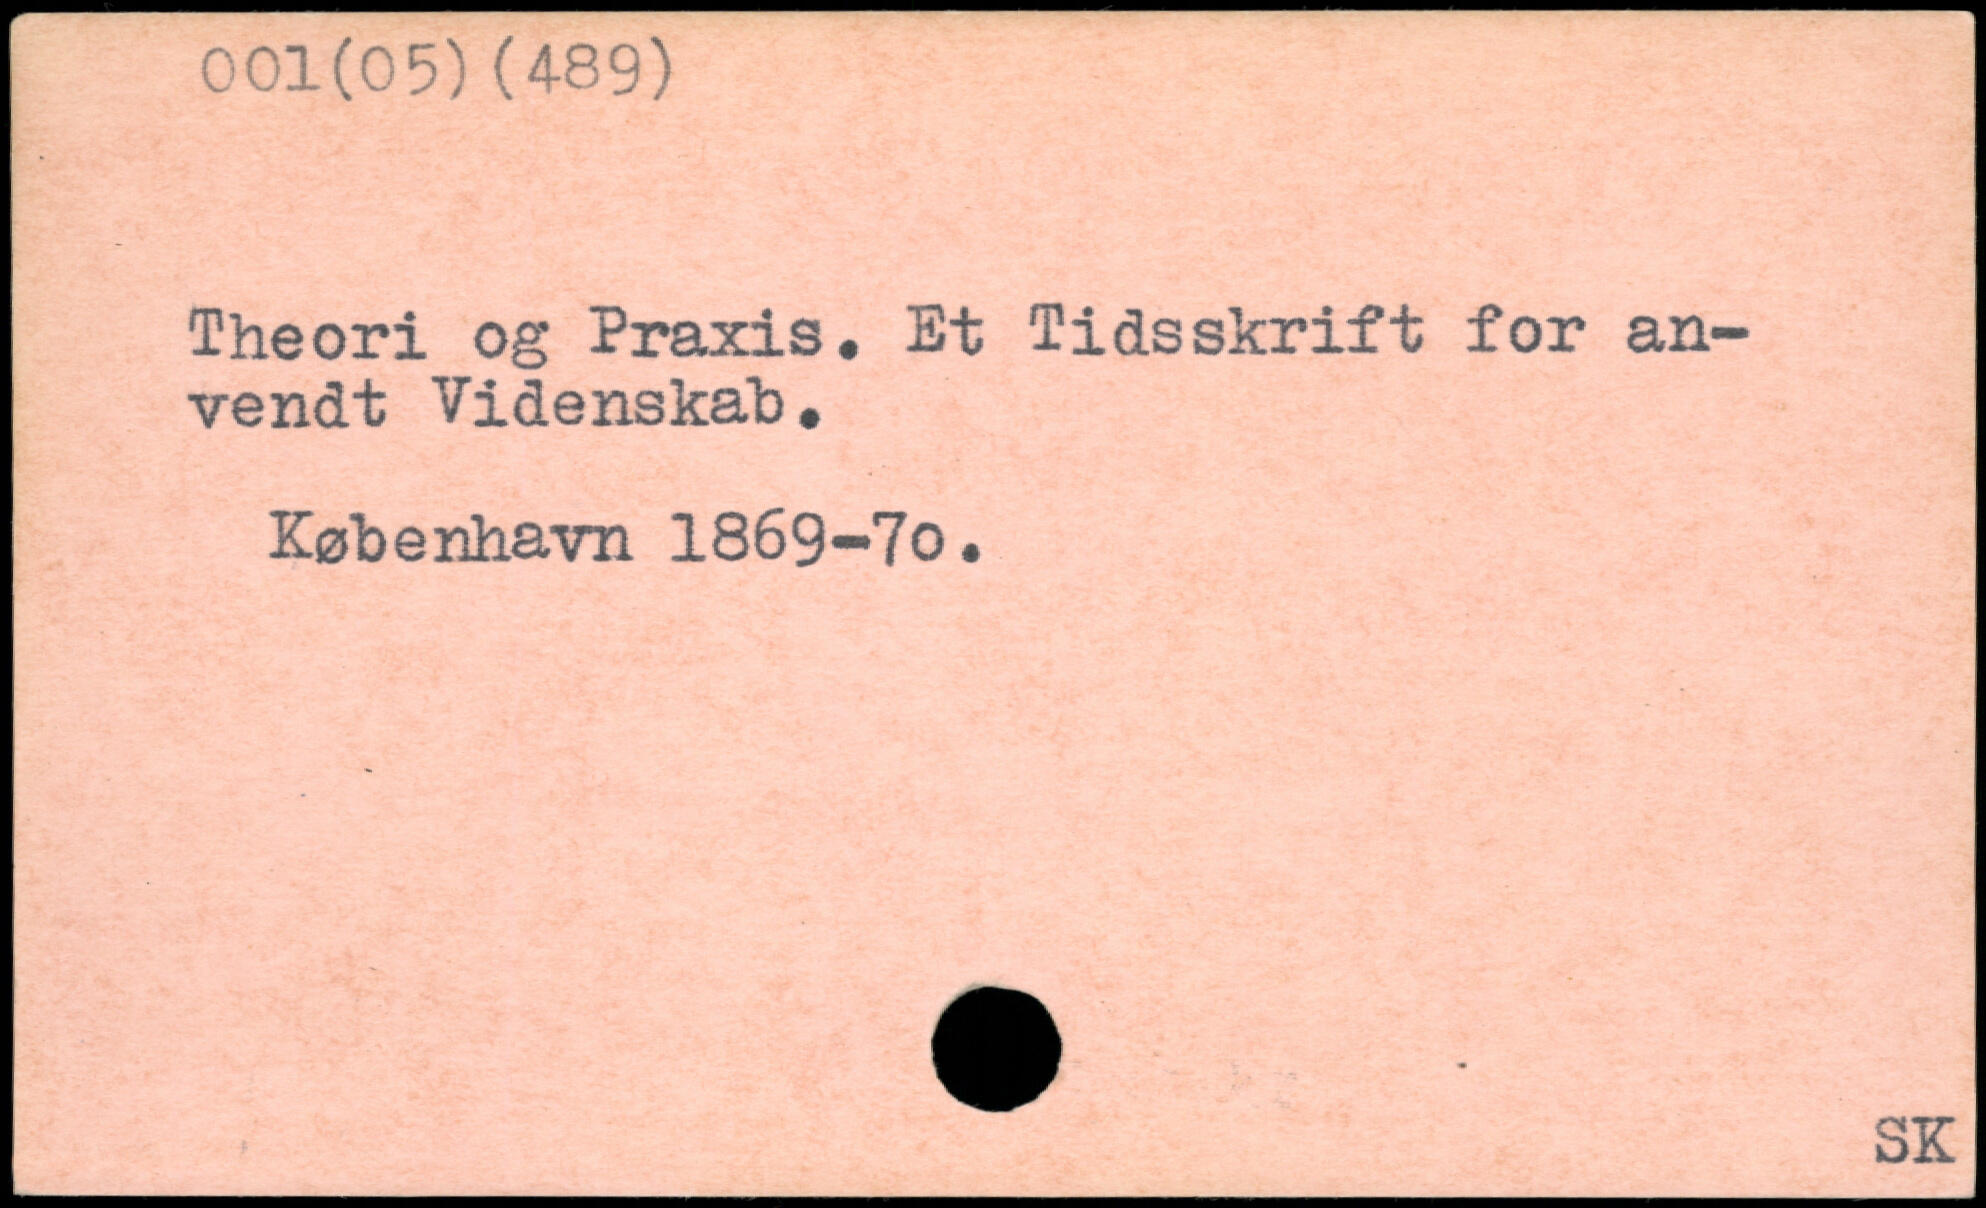 001(05)(489)
Theori og Praxis. Et Tidsskrift for an-
vendt Videnskab.
København 1869-7o.
SK